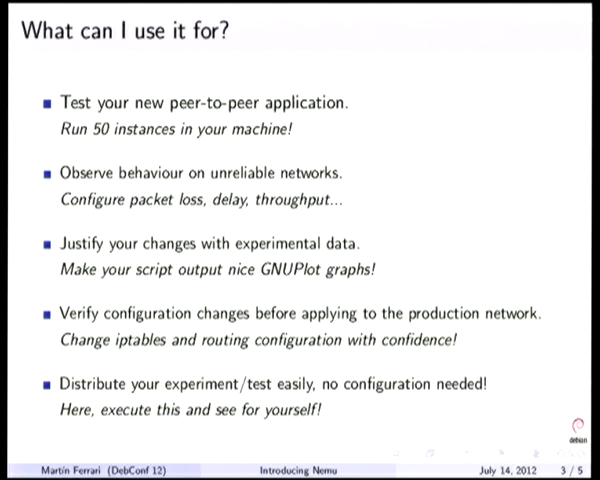 What can I use it for?
Test your new peer-to-peer application.
Run 50 instances in your machine!
Observe behaviour on unreliable networks.
Configure packet loss, delay, throughput...
Justify your changes with experimental data.
Make your script output nice GNUPlot graphs!
Verify configuration changes before applying to the production network.
Change iptables and routing configuration with confidence!
Distribute your experiment/test easily, no configuration needed!
Here, execute this and see for yourself!
debian
Martín Ferrari (DebConf 12)
Introducing Nemu
July 14, 2012
3 / 5